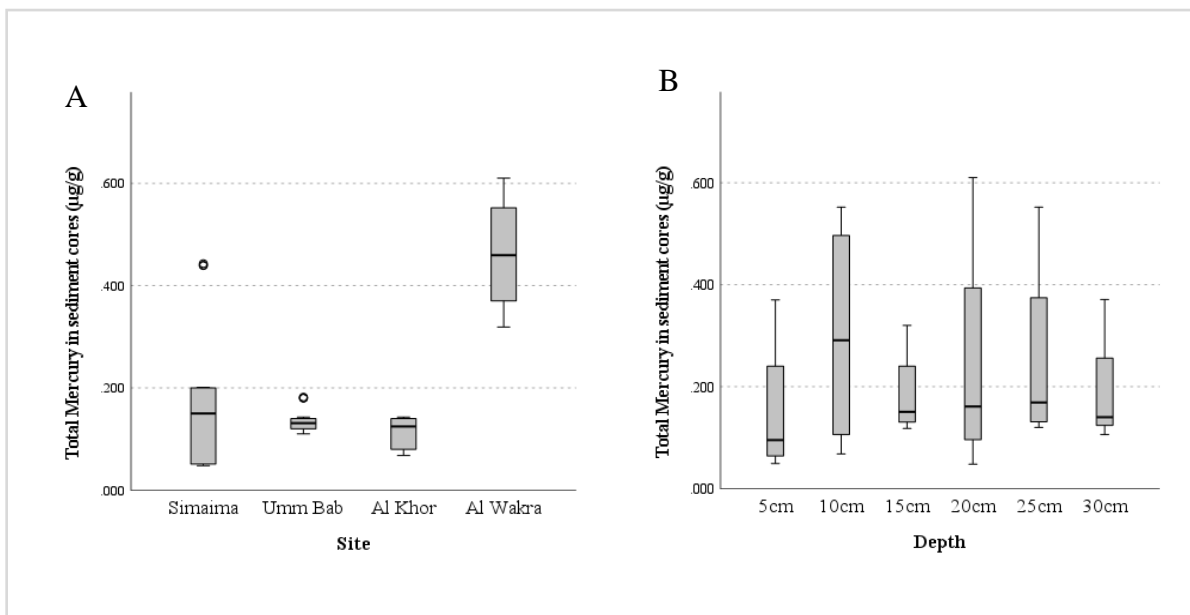 A
Total Mercury in sediment cores (µg/g)
.600
.400
.200
.000
Simaima Umm Bab Al Khor Al Wakra
Site
B
Total Mercury in sediment cores (µg/g)
.600
.400
.200
.000
5cm 10cm 15cm 20cm 25cm 30cm
Depth